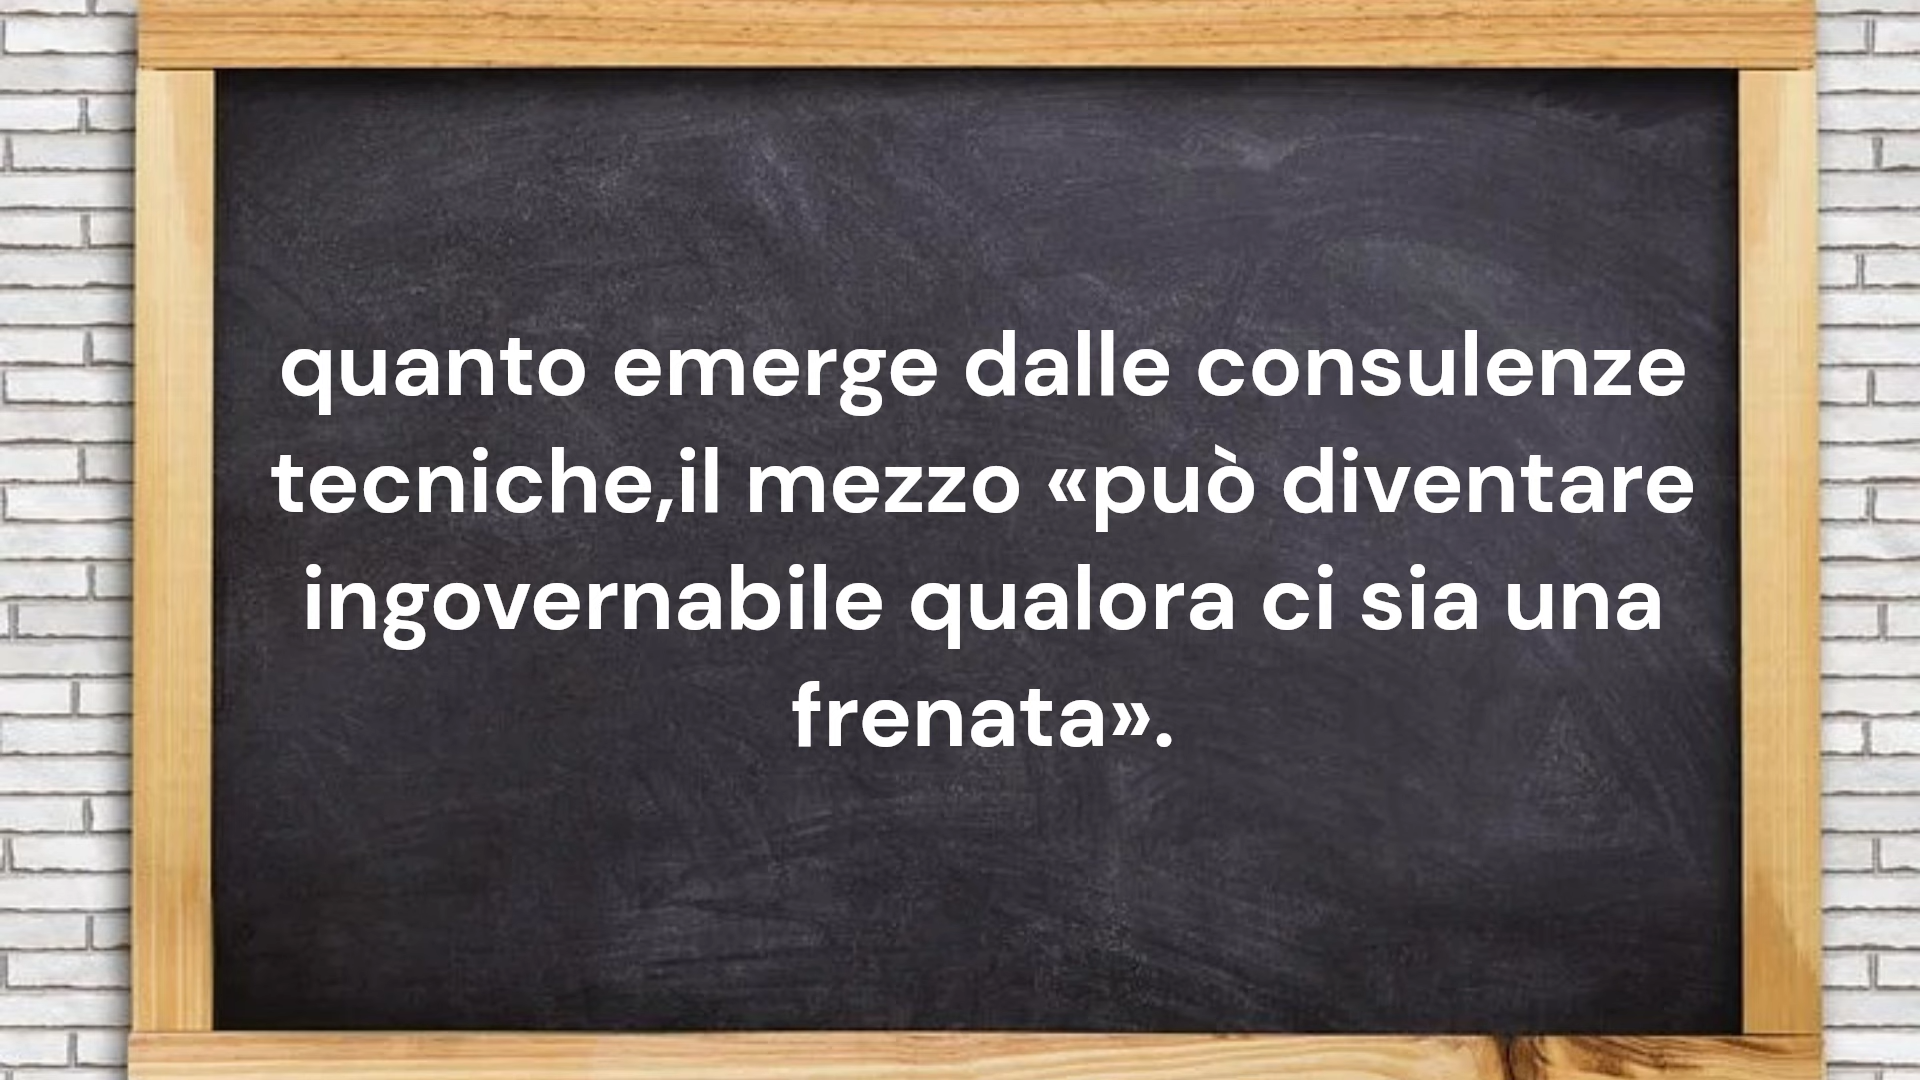 quanto emerge dalle consulenze
tecniche,il mezzo «può diventare
ingovernabile qualora ci sia una
frenata».